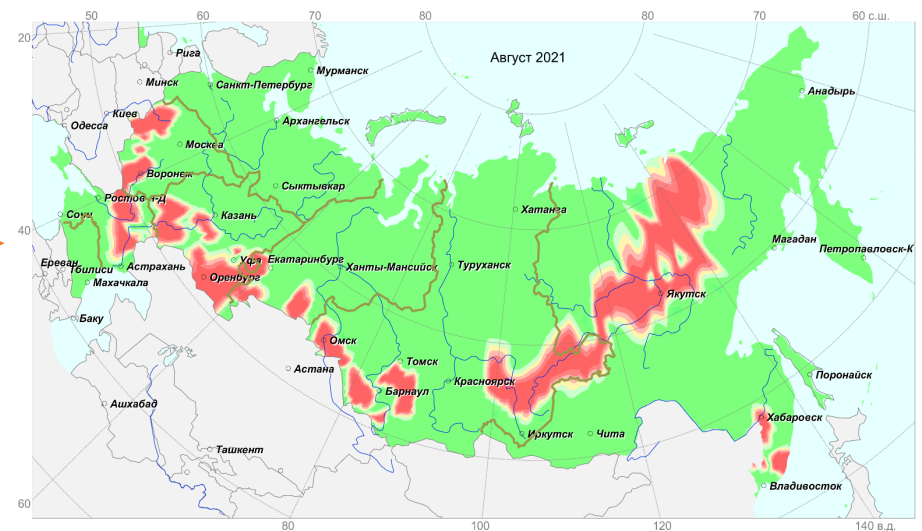 50 60 70 80 80 70 60 с.ш.
20
Рига
Мурманск
Август 2021
Минск
Санкт-Петербург
Анадырь
Киев
Одесса
Архангельск
Москва
Воронеж
Сыктывкар
Ростов-н-Д
Сочи
Казань
Хатанга
40
Магадан
Петропавловск-К
Ереван
Тбилиси
Астрахань
Уфа
Екатеринбург
Ханты-Мансийск
Туруханск
Махачкала
Оренбург
Якутск
Баку
Омск
Астана
Томск
Красноярск
Поронайск
Барнаул
Ашхабад
Хабаровск
Иркутск
Чита
Ташкент
Владивосток
60
80 100 120 140 в.д.